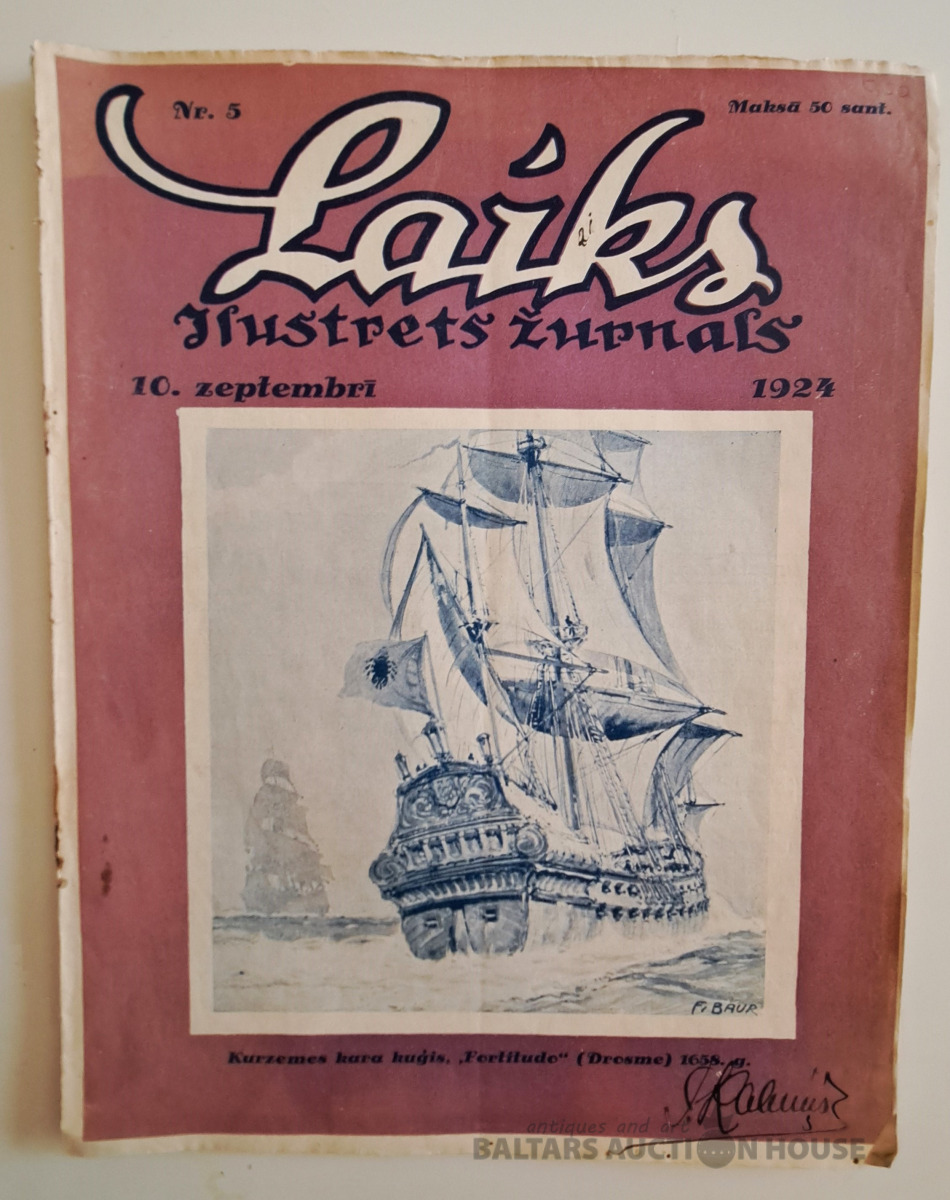 Nr. 5
Maksā 50 sant.
Laiks
Ilustrets žurnals
10. zeptembrī
1924
F. BAUR
Kurzemes kara kuģis, „Fortitudo“ (Drosme) 1658. g.
antiques and art
BALTARS AUCTION HOUSE